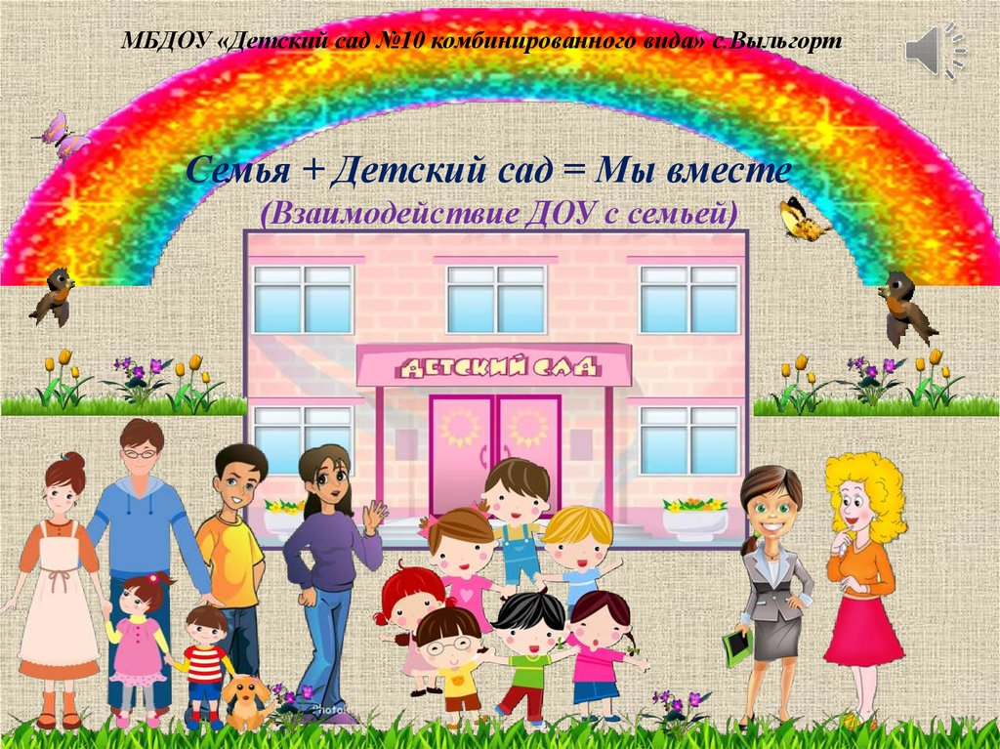 МБДОУ «Детский сад №10 комбинированного вида» с.Выльгорт
Семья + Детский сад = Мы вместе
(Взаимодействие ДОУ с семьей)
ДЕТСКИЙ САД